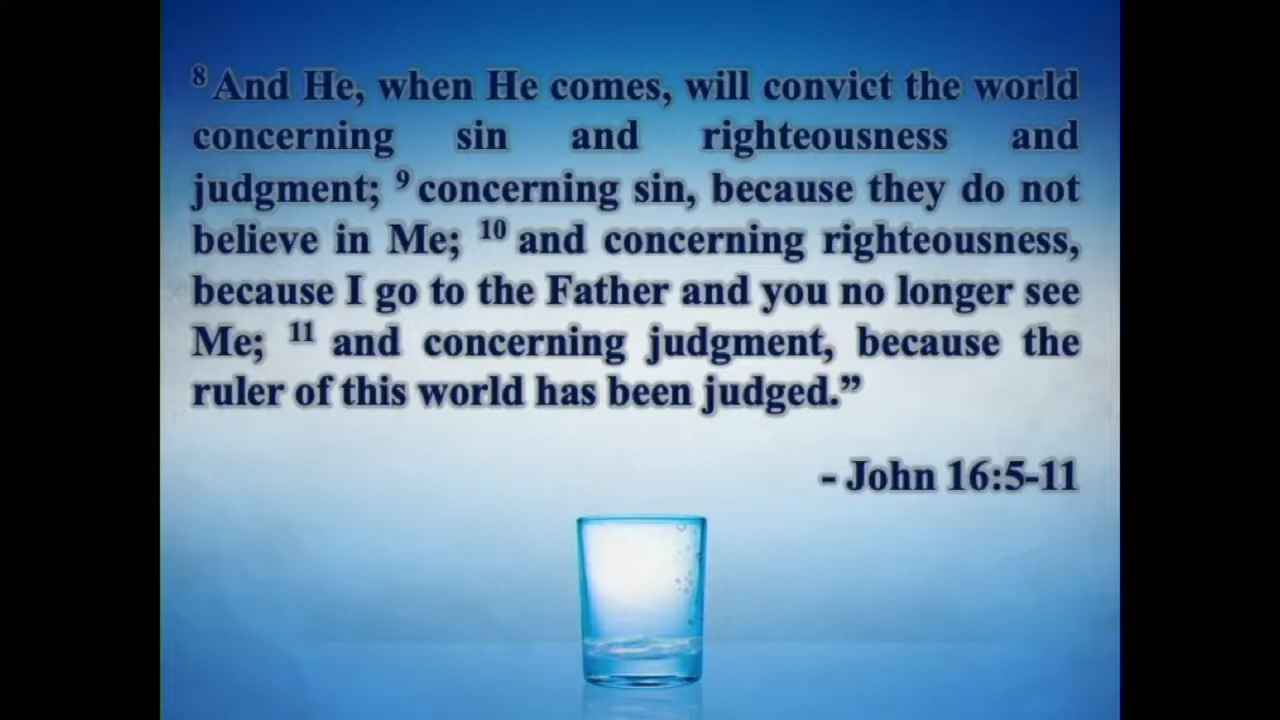 8 And He, when He comes, will convict the world
concerning sin and righteousness and
judgment; 9 concerning sin, because they do not
believe in Me; 10 and concerning righteousness,
because I go to the Father and you no longer see
Me; 11 and concerning judgment, because the
ruler of this world has been judged.”
- John 16:5-11